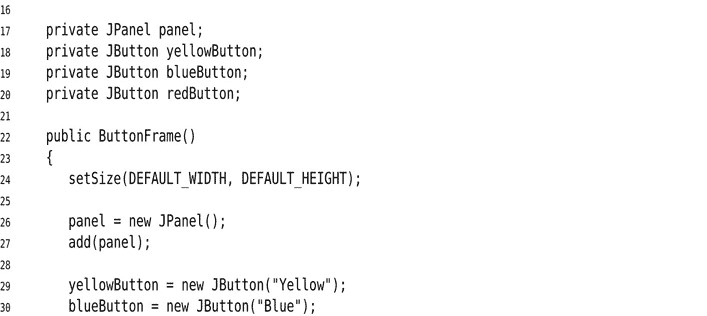 16
17 private JPanel panel;
18 private JButton yellowButton;
19 private JButton blueButton;
20 private JButton redButton;
21
22 public ButtonFrame()
23 {
24 setSize(DEFAULT_WIDTH, DEFAULT_HEIGHT);
25
26 panel = new JPanel();
27 add(panel);
28
29 yellowButton = new JButton("Yellow");
30 blueButton = new JButton("Blue");